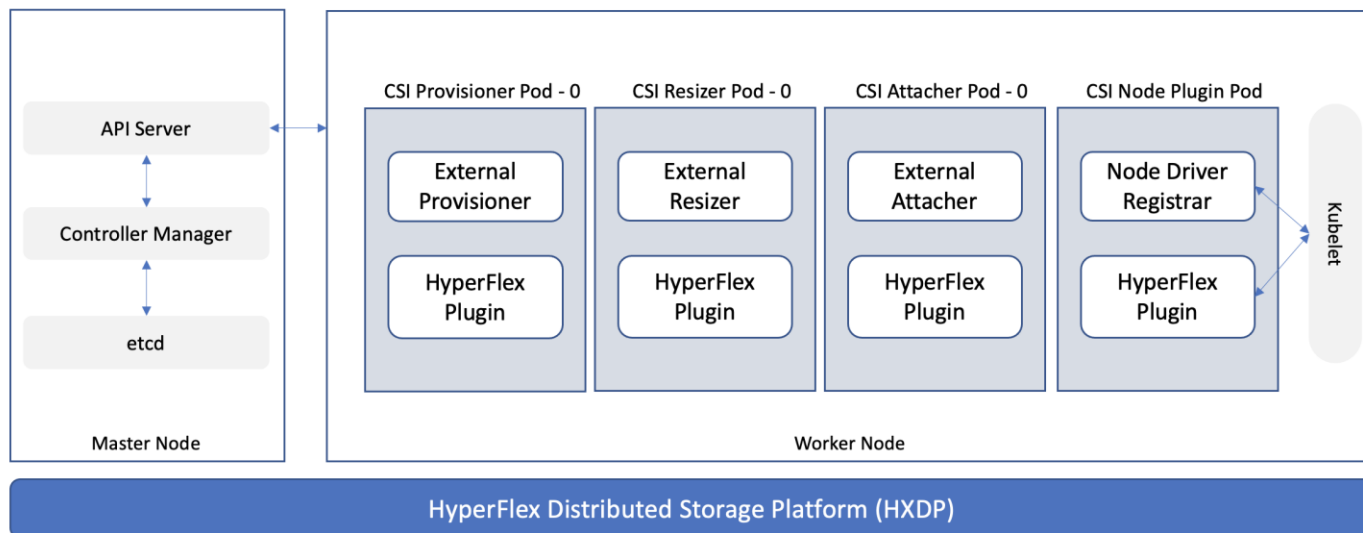 API Server
Controller Manager
etcd
Master Node
CSI Provisioner Pod - 0
External
Provisioner
HyperFlex
Plugin
CSI Resizer Pod - 0
External
Resizer
HyperFlex
Plugin
CSI Attacher Pod - 0
External
Attacher
HyperFlex
Plugin
CSI Node Plugin Pod
Node Driver
Registrar
HyperFlex
Plugin
Kubelet
Worker Node
HyperFlex Distributed Storage Platform (HXDP)